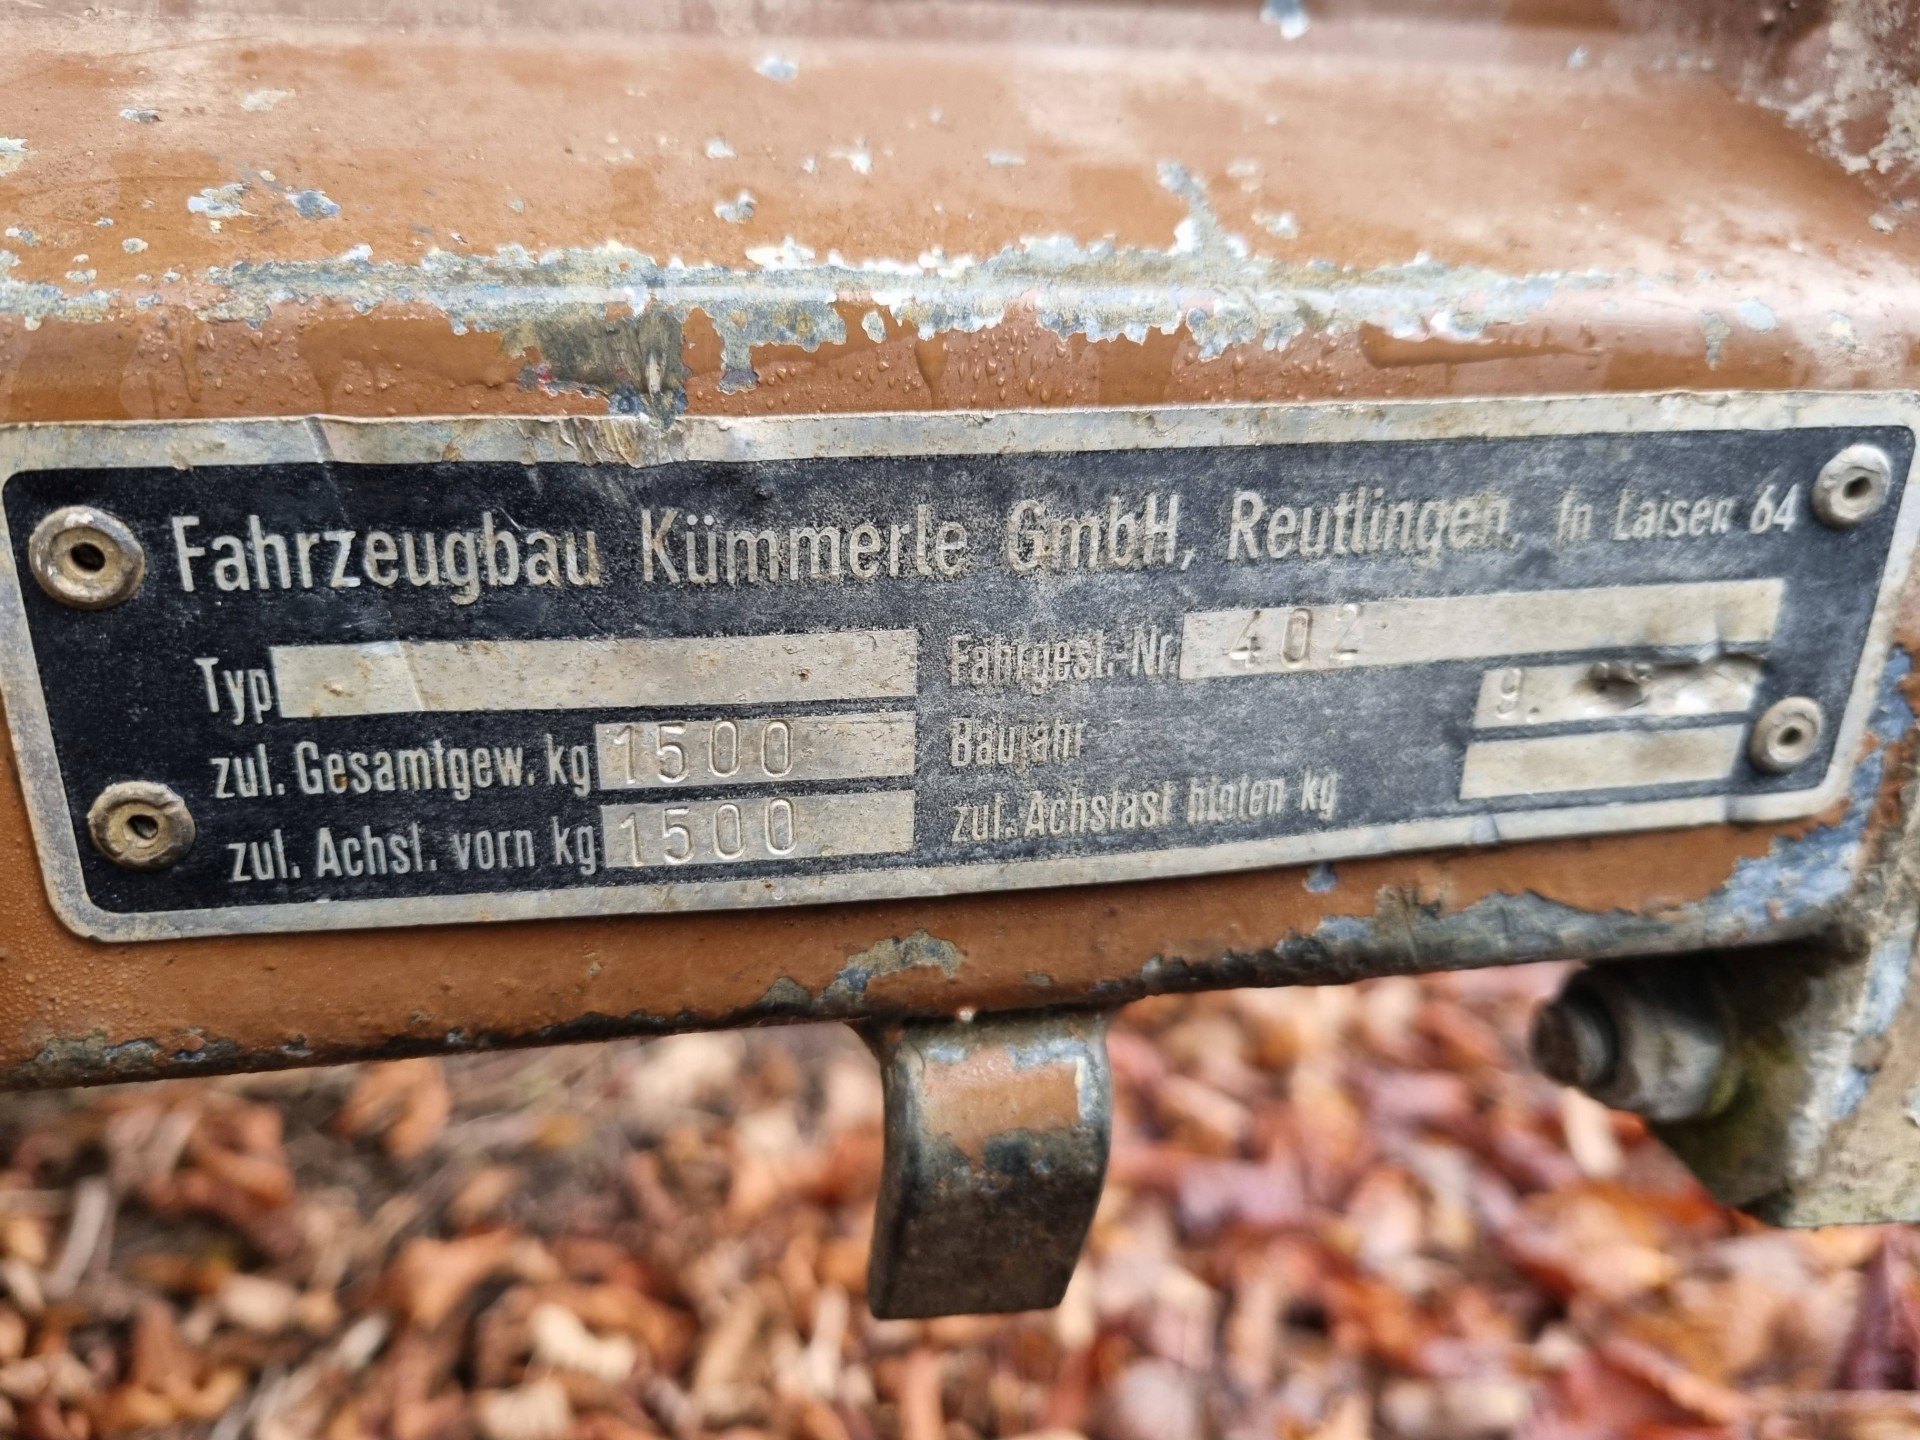 Fahrzeugbau Kümmerle GmbH, Reutlingen, In Laisen 64
Typ
Fahrgest.-Nr. 402
zul. Gesamtgew. kg 1500
Baujahr 9.
zul. Achsl. vorn kg 1500
zul. Achslast hinten kg